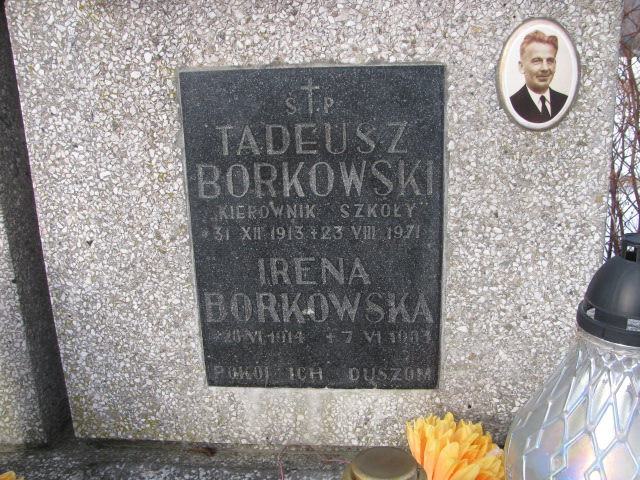 Ś P
TADEUSZ
BORKOWSKI
KIEROWNIK SZKOŁY
* 31 XII 1913 + 23 VIII 1971
IRENA
BORKOWSKA
* 20 VI 1914 + 7 VI
POKÓJ ICH DUSZOM